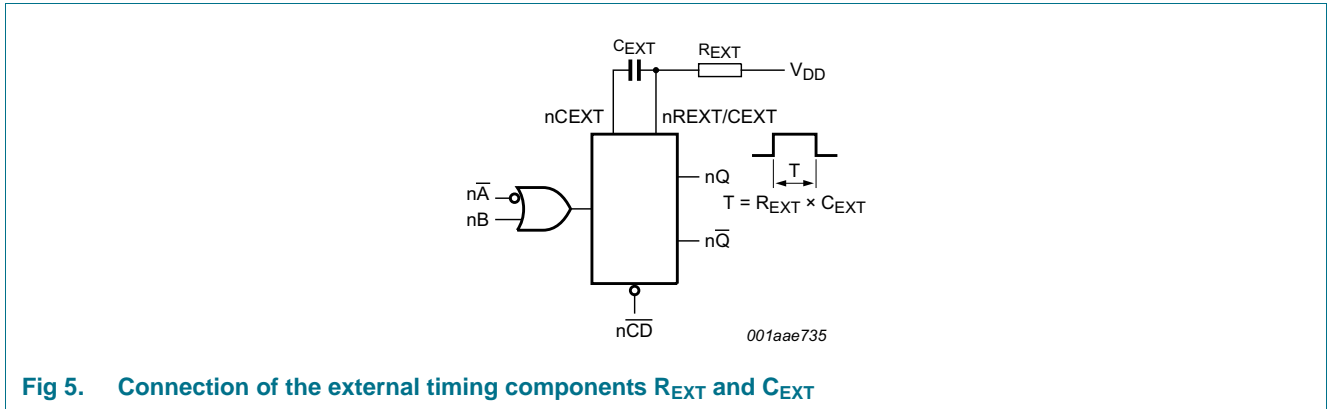 CEXT
REXT
VDD
nCEXT
nREXT/CEXT
nA̅
nB
nQ
T
T = REXT × CEXT
nQ̅
nC̅D̅
001aae735
Fig 5. Connection of the external timing components REXT and CEXT